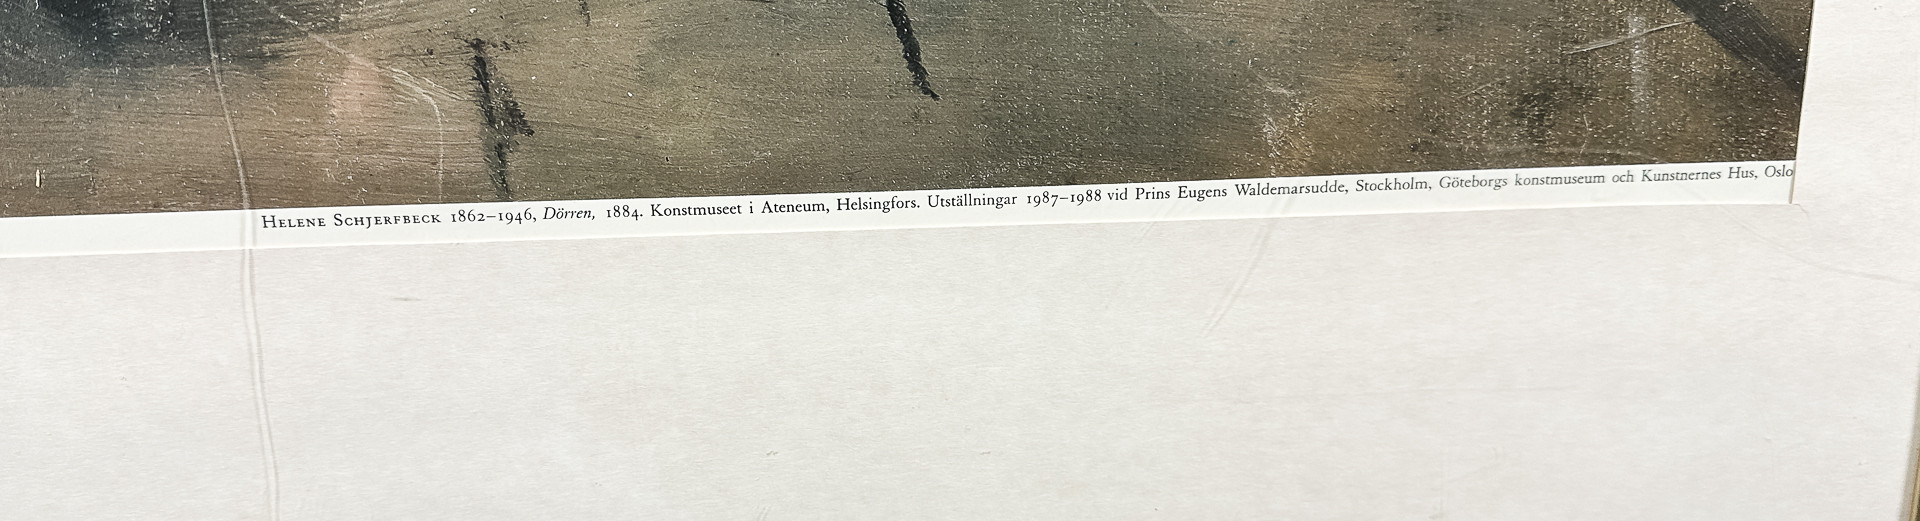 HELENE SCHJERFBECK 1862–1946, Dörren, 1884. Konstmuseet i Ateneum, Helsingfors. Utställningar 1987–1988 vid Prins Eugens Waldemarsudde, Stockholm, Göteborgs konstmuseum och Kunstnernes Hus, Oslo